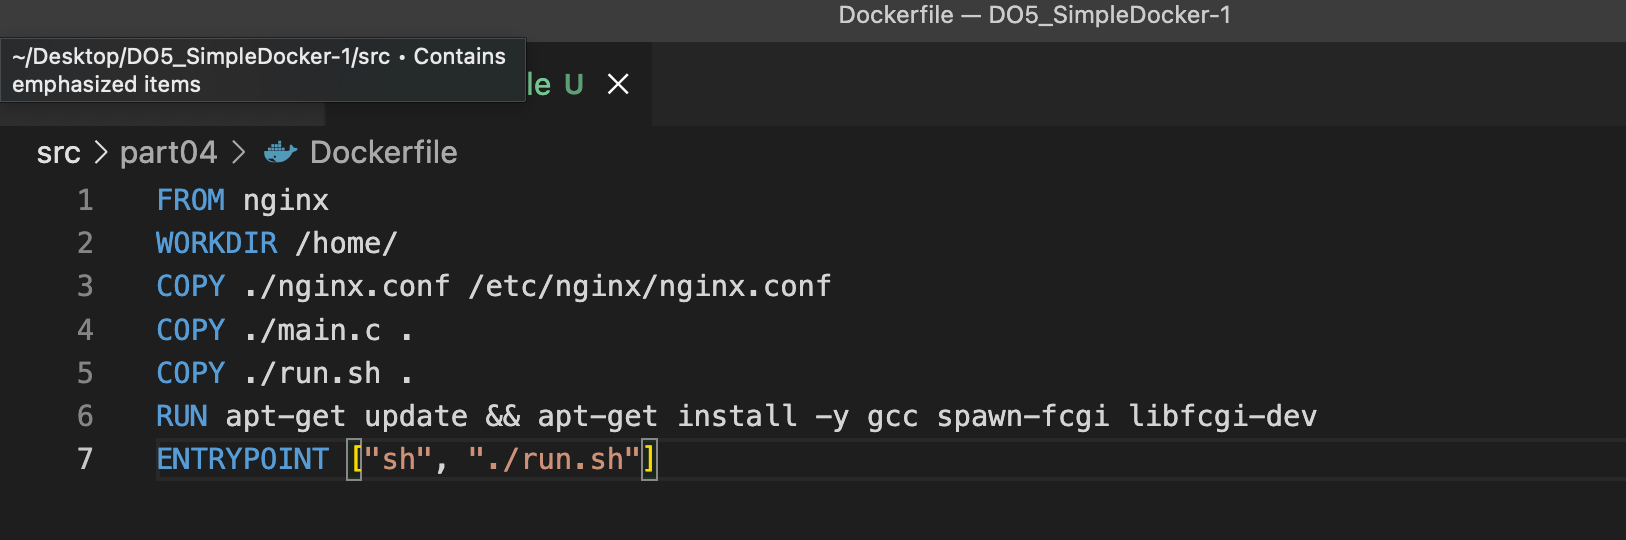 Dockerfile — DO5_SimpleDocker-1
~/Desktop/DO5_SimpleDocker-1/src • Contains
emphasized items
le U
src > part04 > Dockerfile
1 FROM nginx
2 WORKDIR /home/
3 COPY ./nginx.conf /etc/nginx/nginx.conf
4 COPY ./main.c .
5 COPY ./run.sh .
6 RUN apt-get update && apt-get install -y gcc spawn-fcgi libfcgi-dev
7 ENTRYPOINT ["sh", "./run.sh"]